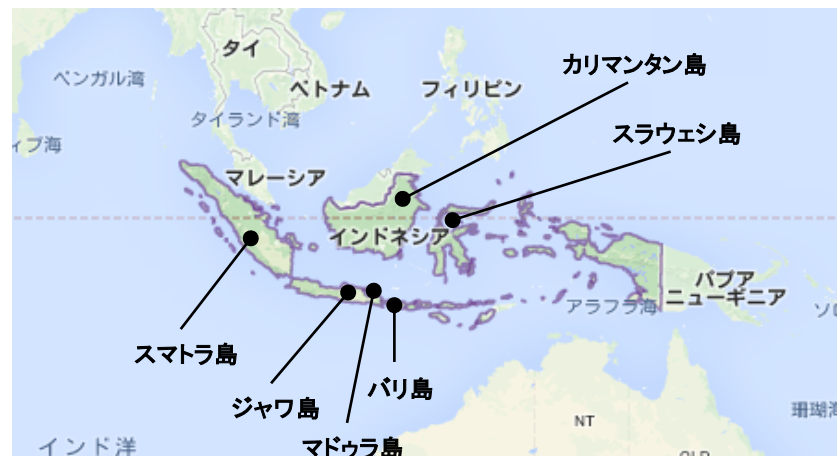 タイ
カリマンタン島
ベンガル湾
ベトナム
フィリピン
タイランド湾
スラウェシ島
マレーシア
インドネシア
パプア
ニューギニア
アラフラ海
スマトラ島
バリ島
ジャワ島
珊瑚海
NT
マドゥラ島
インド洋